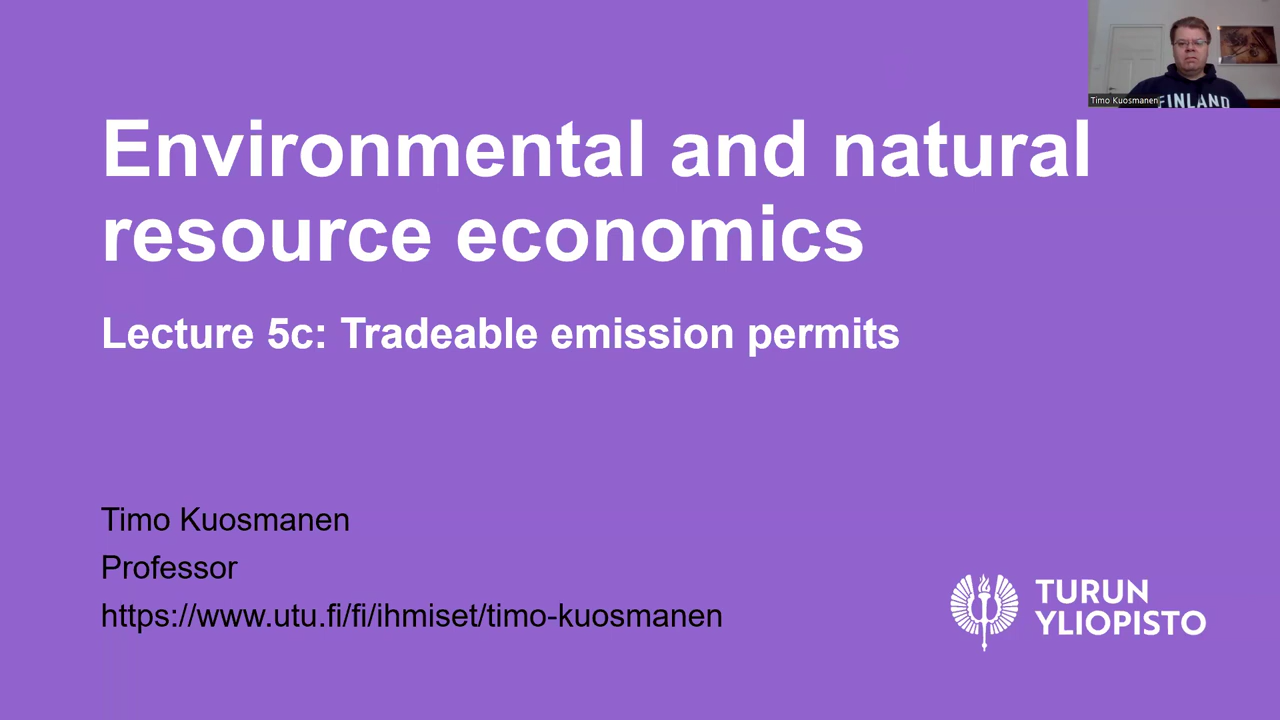 Timo Kuosmanen
FINLAND
Environmental and natural
resource economics
Lecture 5c: Tradeable emission permits
Timo Kuosmanen
Professor
https://www.utu.fi/fi/ihmiset/timo-kuosmanen
TURUN
YLIOPISTO